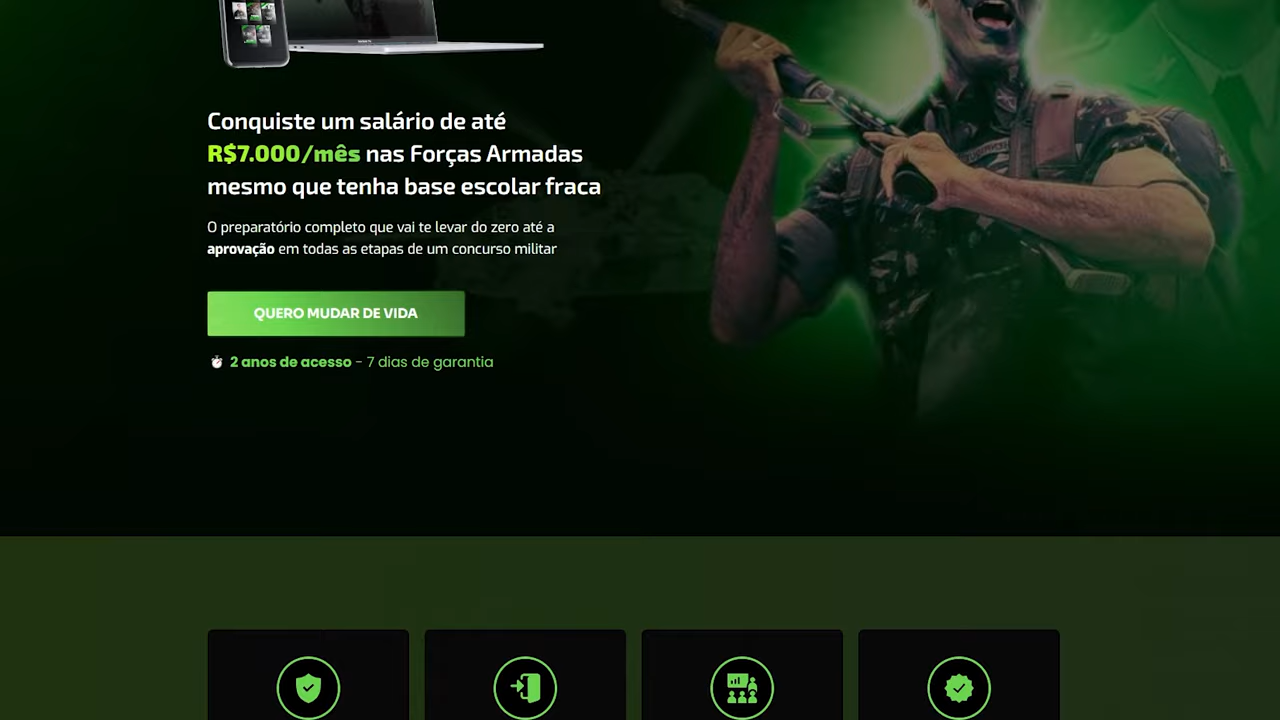 Conquiste um salário de até
R$7.000/mês nas Forças Armadas
mesmo que tenha base escolar fraca
O preparatório completo que vai te levar do zero até a
aprovação em todas as etapas de um concurso militar
QUERO MUDAR DE VIDA
2 anos de acesso - 7 dias de garantia